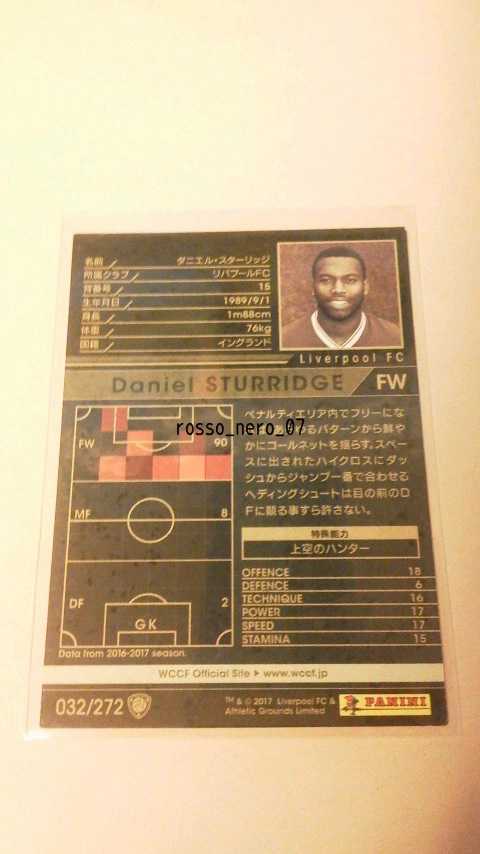 名前 ダニエル・スターリッジ
所属クラブ リバプールFC
背番号 15
生年月日 1989/9/1
身長 1m88cm
体重 76kg
国籍 イングランド
Liverpool FC
Daniel STURRIDGE FW
rosso_nero_07
FW 90
MF 8
DF 2
GK
Data from 2016-2017 season.
ペナルティエリア内でフリーにな
るパターンから鮮や
かにゴールネットを揺らす。スペー
スに出されたハイクロスにダッ
シュからジャンプ一番で合わせる
ヘディングシュートは目の前のD
Fに競る事すら許さない。
特殊能力
上空のハンター
OFFENCE 18
DEFENCE 6
TECHNIQUE 16
POWER 17
SPEED 17
STAMINA 15
WCCF Official Site ▶ www.wccf.jp
032/272
™ & © 2017 Liverpool FC &
Athletic Grounds Limited
PANINI